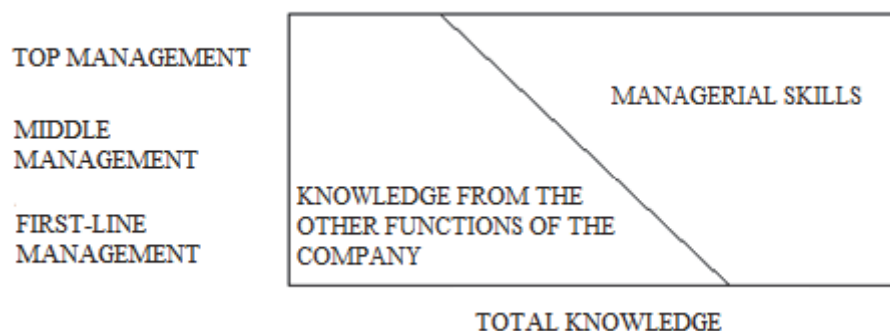 TOP MANAGEMENT
MANAGERIAL SKILLS
MIDDLE
MANAGEMENT
KNOWLEDGE FROM THE
OTHER FUNCTIONS OF THE
COMPANY
FIRST-LINE
MANAGEMENT
TOTAL KNOWLEDGE